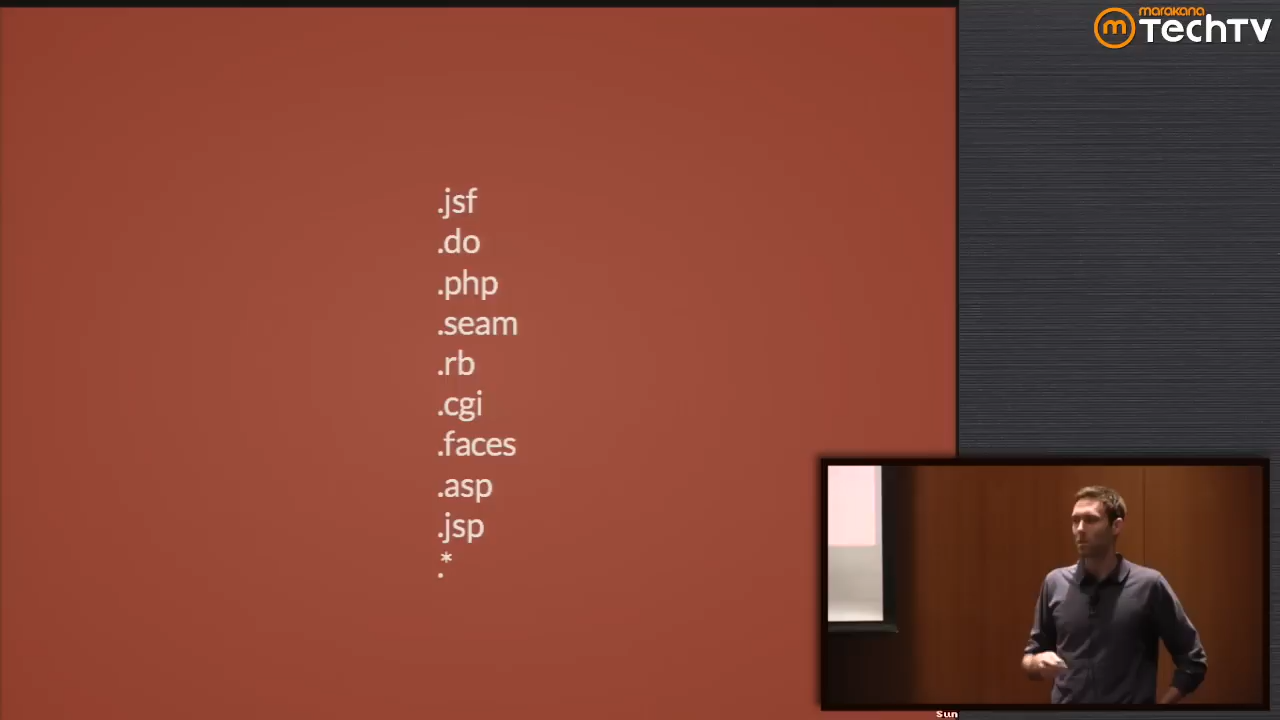 marakana
TechTV
.jsf
.do
.php
.seam
.rb
.cgi
.faces
.asp
.jsp
.*
Sun